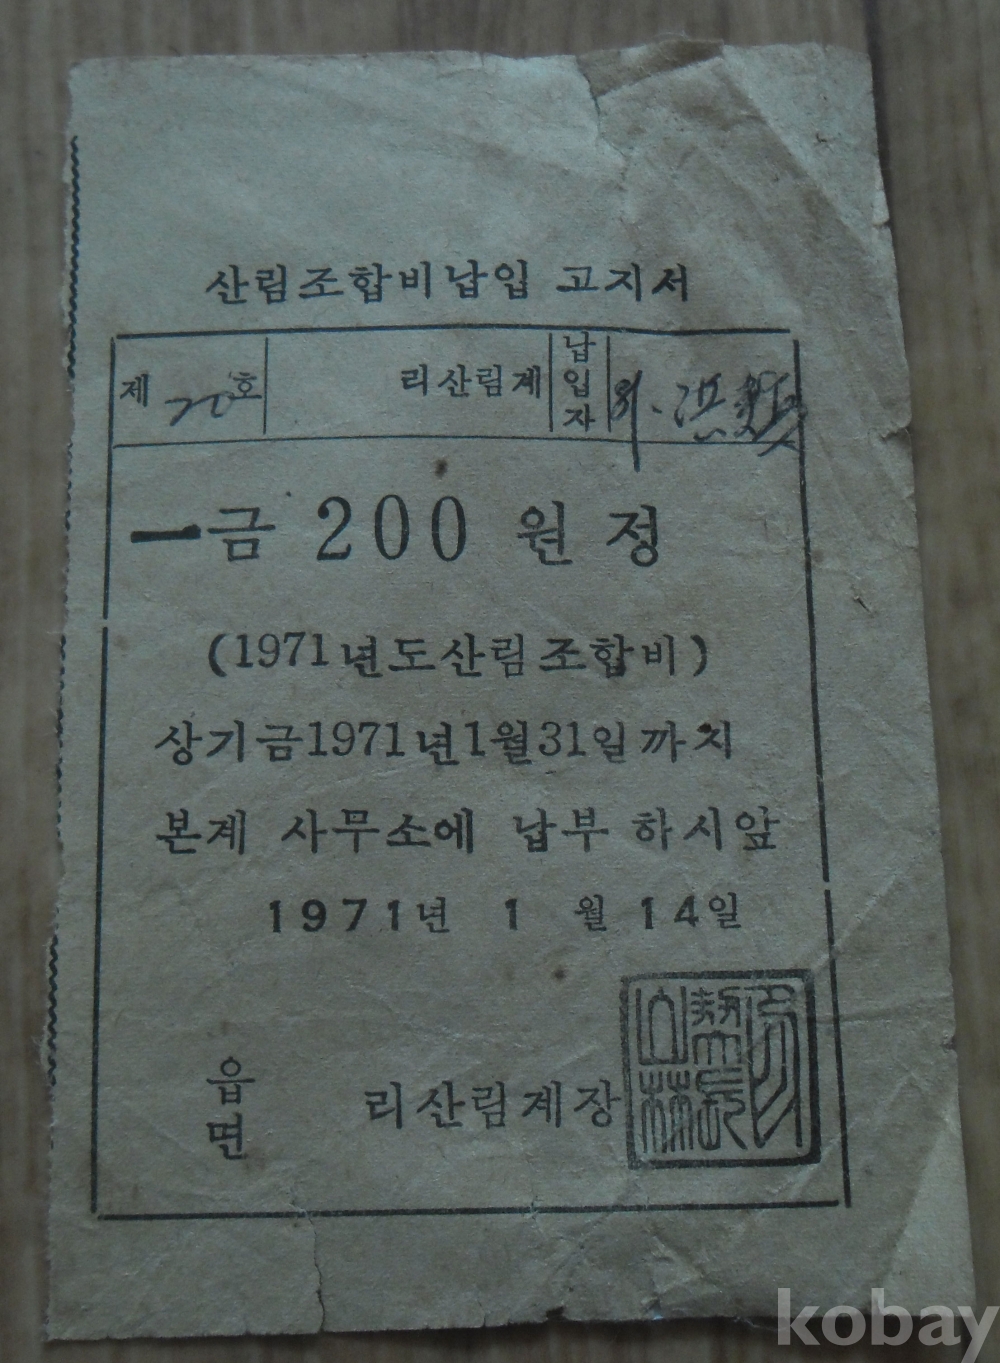 산림조합비납입 고지서
제 20 호 리산림계 납입자
一금 200 원 정
(1971년도산림조합비)
상기금1971년1월31일까지
본계 사무소에 납부 하시앞
1971년 1 월 14일
읍
면
리산림계장
kobay